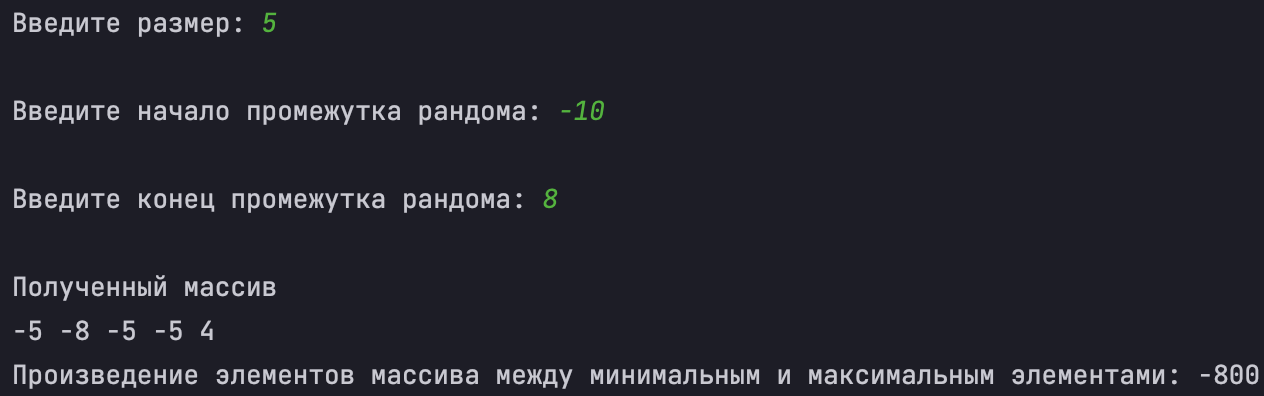 Введите размер: 5
Введите начало промежутка рандома: -10
Введите конец промежутка рандома: 8
Полученный массив
-5 -8 -5 -5 4
Произведение элементов массива между минимальным и максимальным элементами: -800